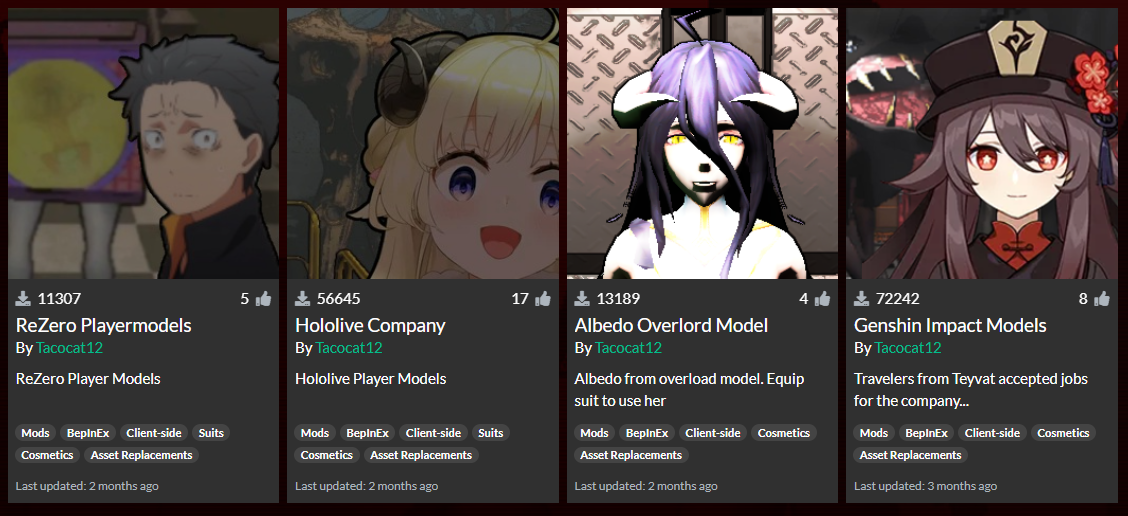 11307 5
ReZero Playermodels
By Tacocat12
ReZero Player Models
Mods BepInEx Client-side Suits
Cosmetics Asset Replacements
Last updated: 2 months ago
56645 17
Hololive Company
By Tacocat12
Hololive Player Models
Mods BepInEx Client-side Suits
Cosmetics Asset Replacements
Last updated: 2 months ago
13189 4
Albedo Overlord Model
By Tacocat12
Albedo from overload model. Equip
suit to use her
Mods BepInEx Client-side Cosmetics
Asset Replacements
Last updated: 2 months ago
72242 8
Genshin Impact Models
By Tacocat12
Travelers from Teyvat accepted jobs
for the company...
Mods BepInEx Client-side Cosmetics
Asset Replacements
Last updated: 3 months ago